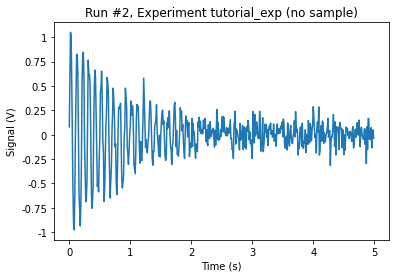 Run #2, Experiment tutorial_exp (no sample)
Signal (V)
1
0.75
0.5
0.25
0
-0.25
-0.5
-0.75
-1
0 1 2 3 4 5
Time (s)